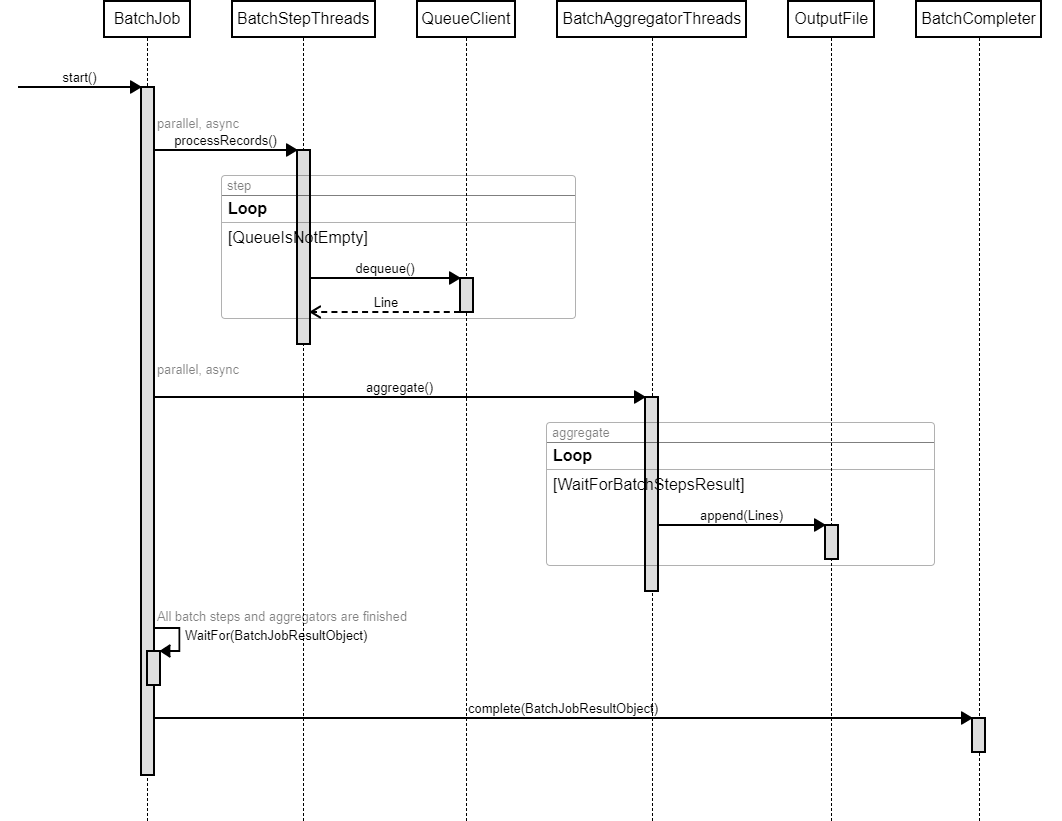 BatchJob
BatchStepThreads
QueueClient
BatchAggregatorThreads
OutputFile
BatchCompleter
start()
parallel, async
processRecords()
step
Loop
[QueueIsNotEmpty]
dequeue()
Line
parallel, async
aggregate()
aggregate
Loop
[WaitForBatchStepsResult]
append(Lines)
All batch steps and aggregators are finished
WaitFor(BatchJobResultObject)
complete(BatchJobResultObject)